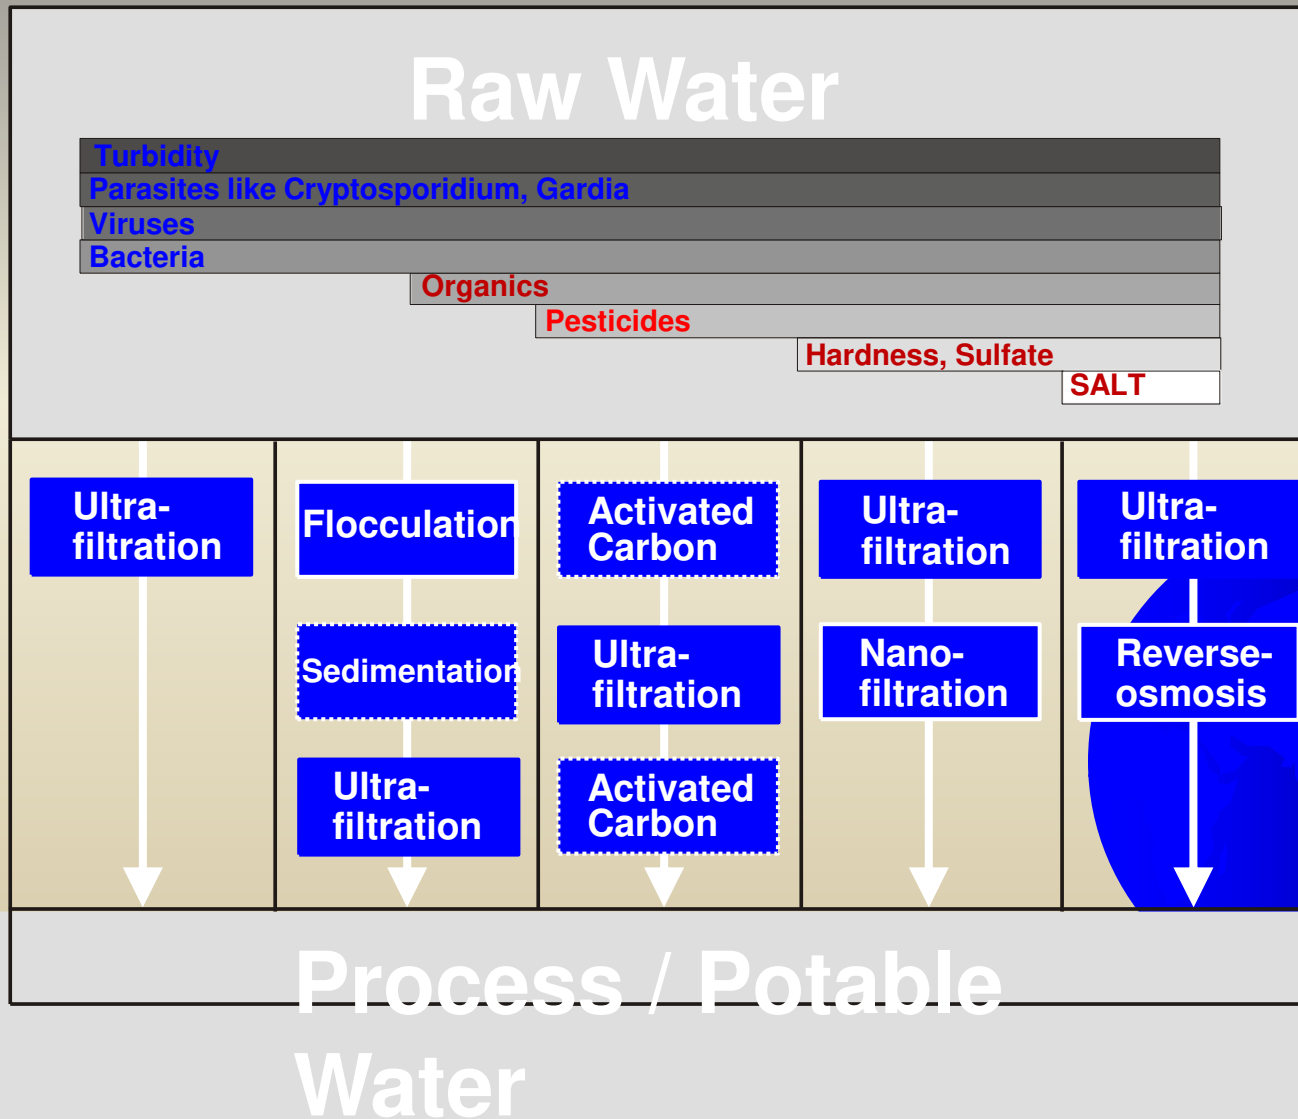 Raw Water
Turbidity
Parasites like Cryptosporidium, Gardia
Viruses
Bacteria
Organics
Pesticides
Hardness, Sulfate
SALT
Ultra-
filtration
Flocculation
Sedimentation
Ultra-
filtration
Activated
Carbon
Ultra-
filtration
Activated
Carbon
Ultra-
filtration
Nano-
filtration
Ultra-
filtration
Reverse-
osmosis
Process / Potable
Water